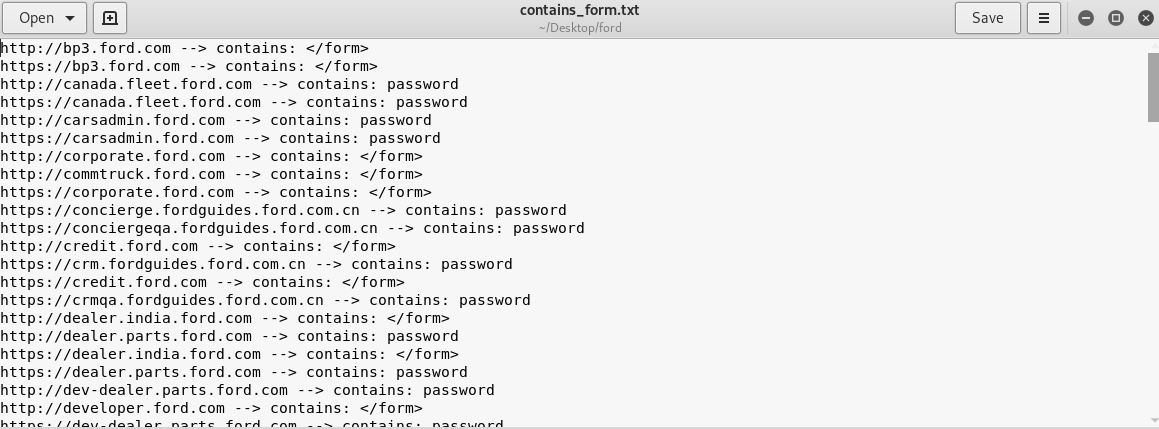 Open
contains_form.txt
~/Desktop/ford
Save
http://bp3.ford.com --> contains: </form>
https://bp3.ford.com --> contains: </form>
http://canada.fleet.ford.com --> contains: password
https://canada.fleet.ford.com --> contains: password
http://carsadmin.ford.com --> contains: password
https://carsadmin.ford.com --> contains: password
http://corporate.ford.com --> contains: </form>
http://commtruck.ford.com --> contains: </form>
https://corporate.ford.com --> contains: </form>
https://concierge.fordguides.ford.com.cn --> contains: password
https://conciergeqa.fordguides.ford.com.cn --> contains: password
http://credit.ford.com --> contains: </form>
https://crm.fordguides.ford.com.cn --> contains: password
https://credit.ford.com --> contains: </form>
https://crmqa.fordguides.ford.com.cn --> contains: password
http://dealer.india.ford.com --> contains: </form>
http://dealer.parts.ford.com --> contains: password
https://dealer.india.ford.com --> contains: </form>
https://dealer.parts.ford.com --> contains: password
http://dev-dealer.parts.ford.com --> contains: password
http://developer.ford.com --> contains: </form>
https://dev-dealer.parts.ford.com --> contains: password